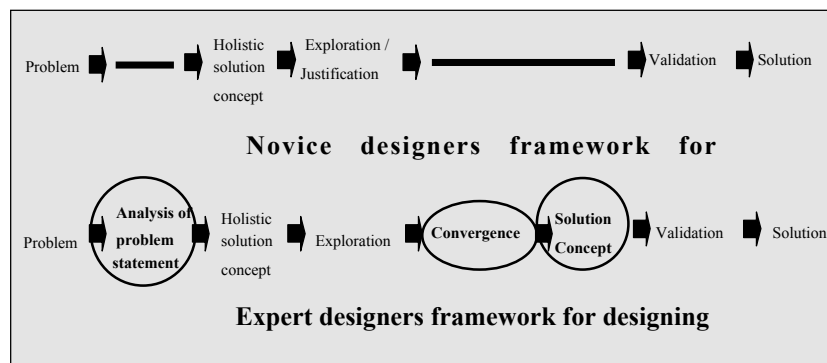 Problem
Holistic
solution
concept
Exploration /
Justification
Validation
Solution
Novice designers framework for
Problem
Analysis of
problem
statement
Holistic
solution
concept
Exploration
Convergence
Solution
Concept
Validation
Solution
Expert designers framework for designing